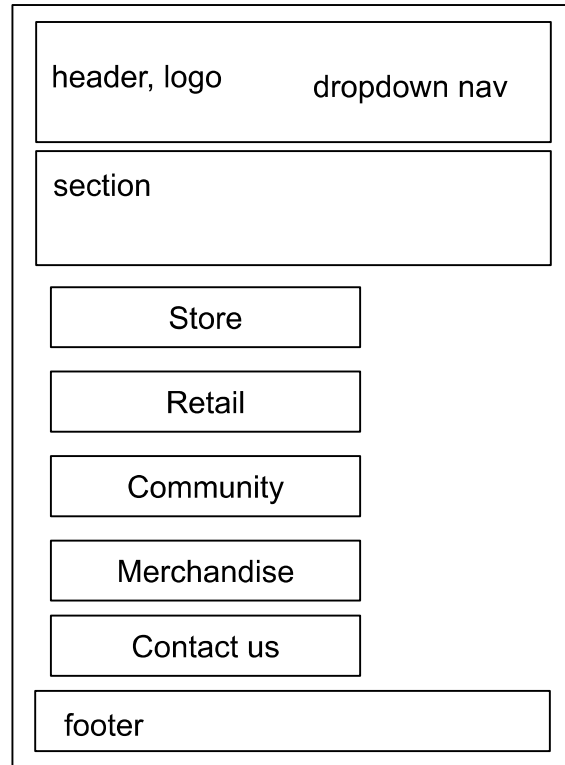 header, logo
dropdown nav
section
Store
Retail
Community
Merchandise
Contact us
footer